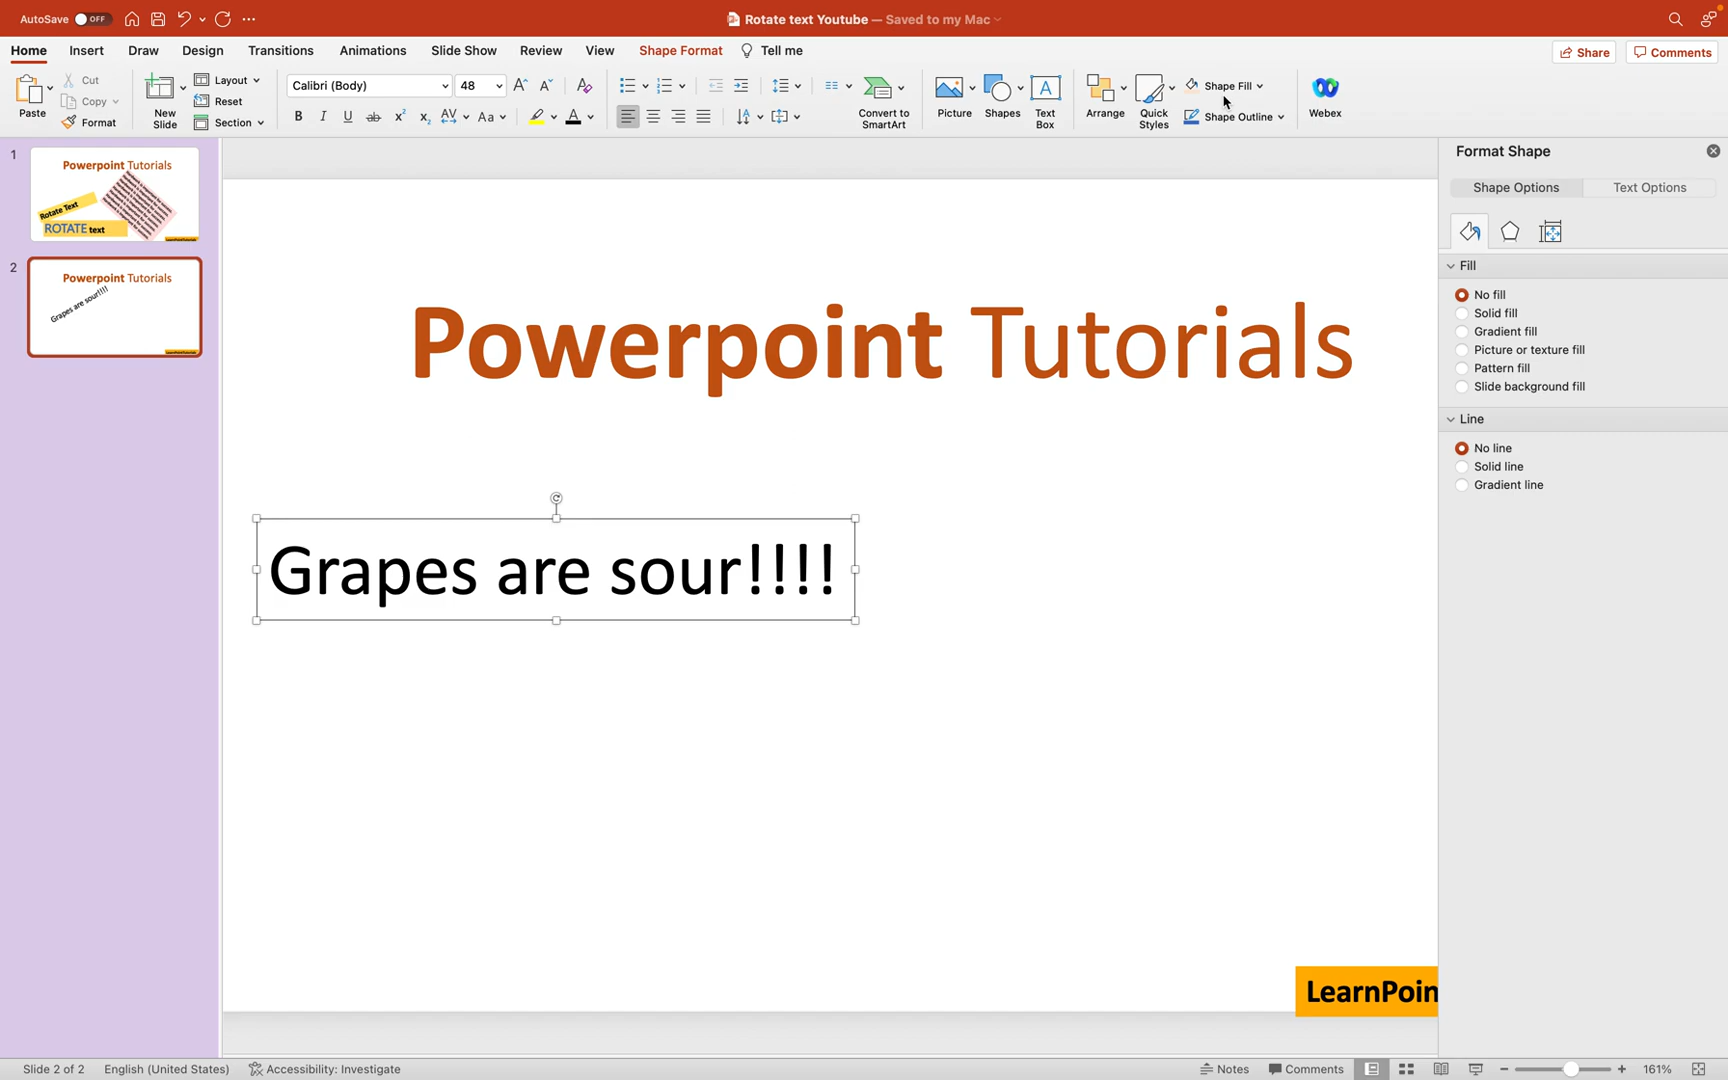 AutoSave OFF
Rotate text Youtube — Saved to my Mac
Home Insert Draw Design Transitions Animations Slide Show Review View Shape Format Tell me
Share Comments
Paste
Cut
Copy
Format
New Slide
Layout
Reset
Section
Calibri (Body) 48
Convert to SmartArt
Picture
Shapes
Text Box
Arrange
Quick Styles
Shape Fill
Shape Outline
Webex
1
Powerpoint Tutorials
Rotate Text
ROTATE text
2
Powerpoint Tutorials
Grapes are sour!!!!
Powerpoint Tutorials
Grapes are sour!!!!
LearnPoin
Format Shape
Shape Options Text Options
Fill
No fill
Solid fill
Gradient fill
Picture or texture fill
Pattern fill
Slide background fill
Line
No line
Solid line
Gradient line
Slide 2 of 2 English (United States) Accessibility: Investigate
Notes Comments 161%